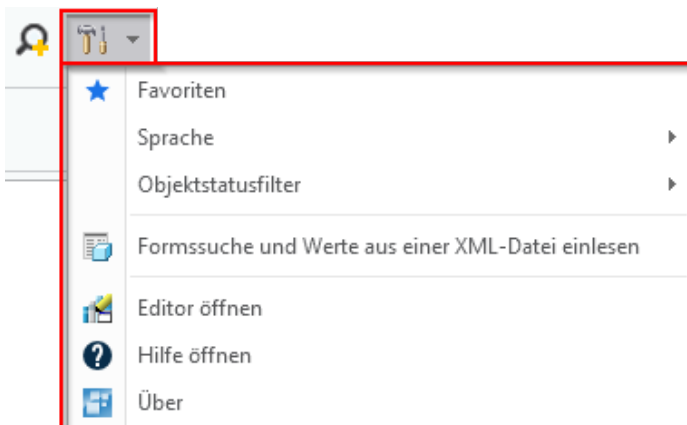 Favoriten
Sprache
Objektstatusfilter
Formssuche und Werte aus einer XML-Datei einlesen
Editor öffnen
Hilfe öffnen
Über